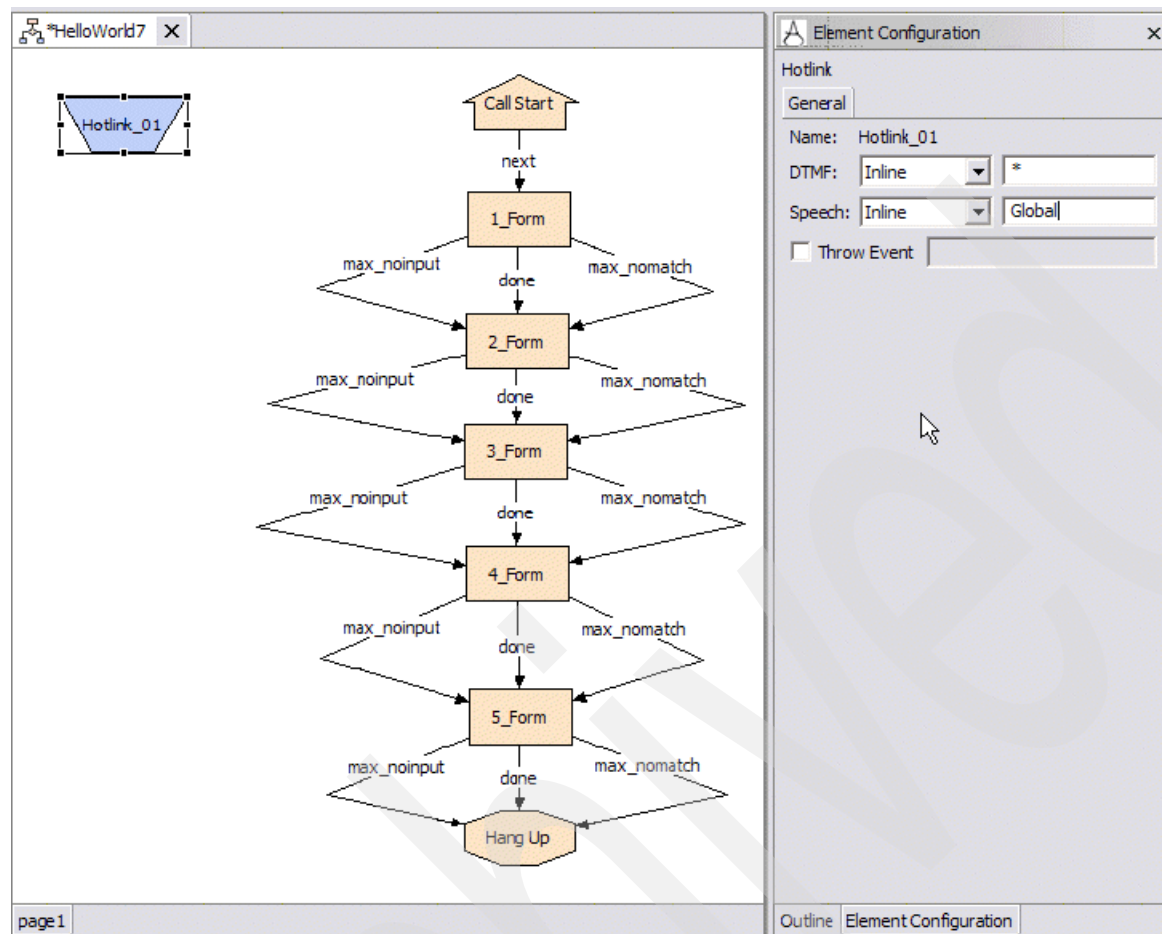 *HelloWorld7
Hotlink_01
Call Start
next
1_Form
max_noinput
done
max_nomatch
2_Form
max_noinput
done
max_nomatch
3_Form
max_noinput
done
max_nomatch
4_Form
max_noinput
done
max_nomatch
5_Form
max_noinput
done
max_nomatch
Hang Up
page1
Element Configuration
Hotlink
General
Name: Hotlink_01
DTMF: Inline *
Speech: Inline Global
Throw Event
Outline Element Configuration